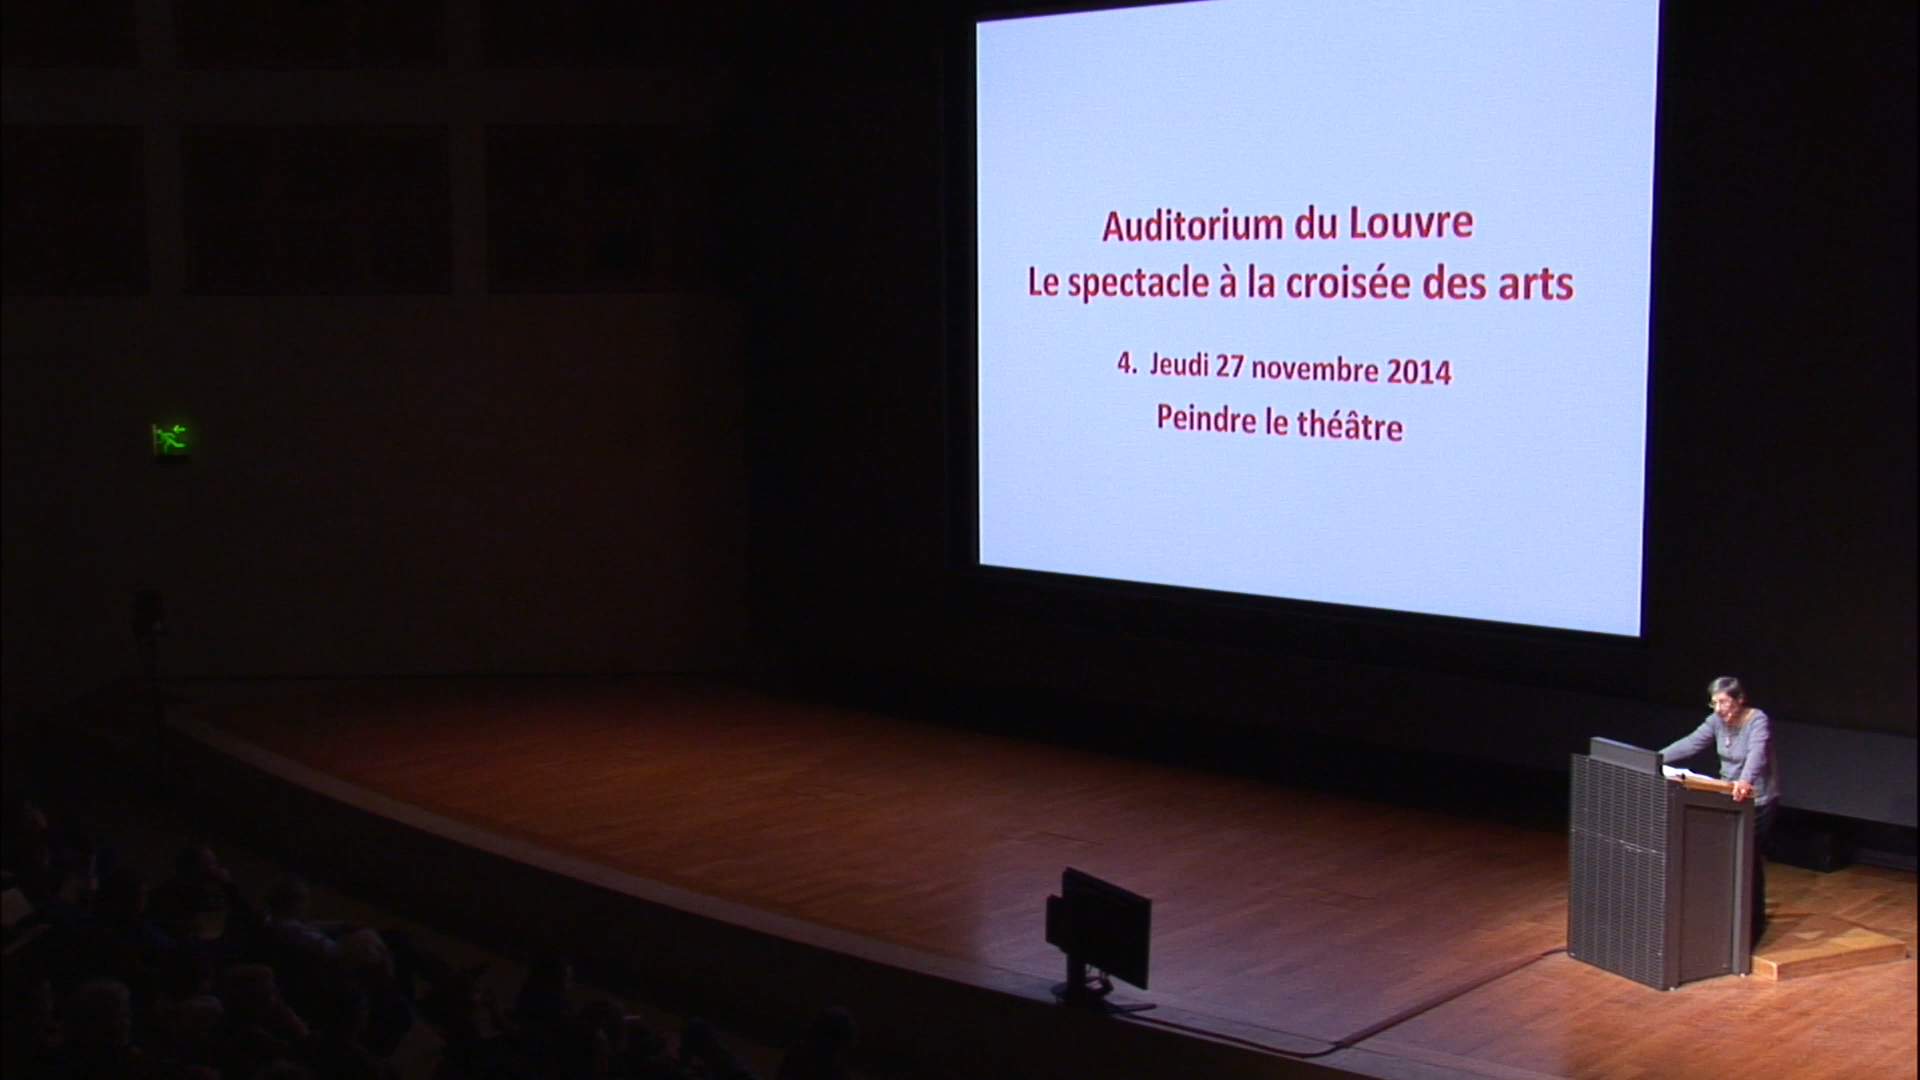 Auditorium du Louvre
Le spectacle à la croisée des arts
4. Jeudi 27 novembre 2014
Peindre le théâtre